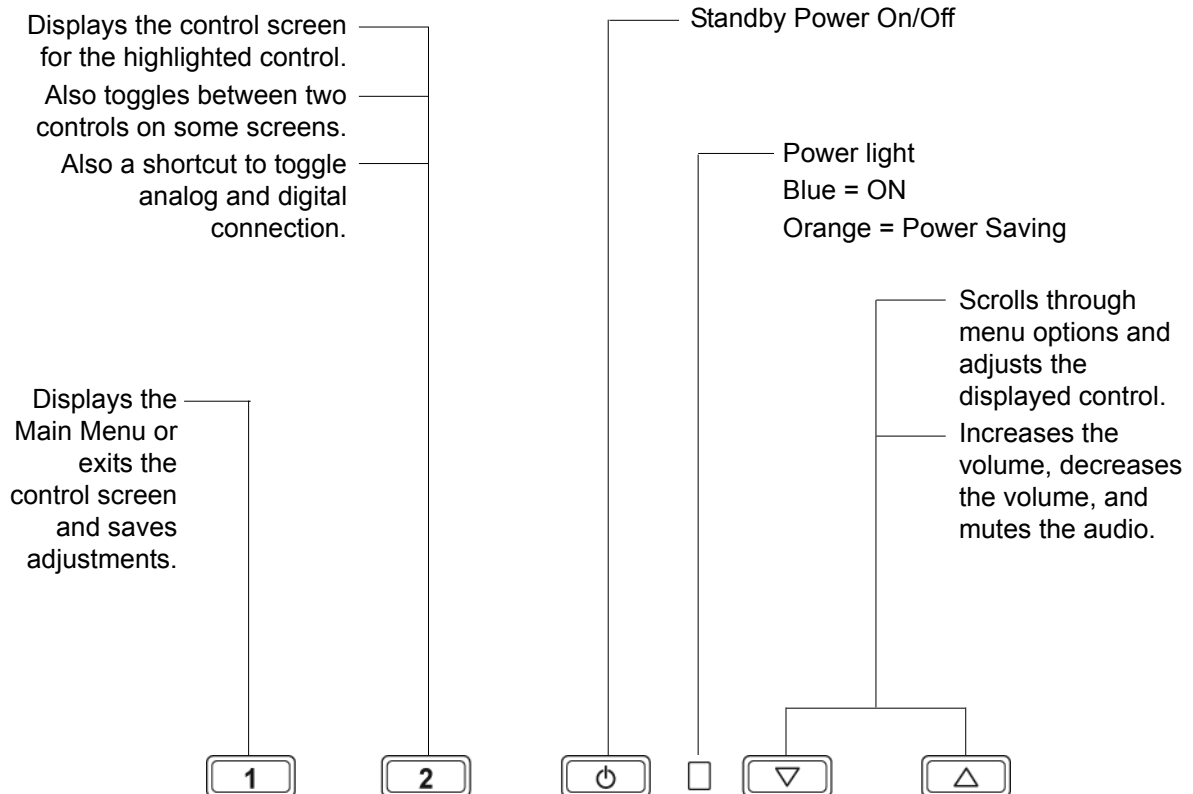 Displays the control screen
for the highlighted control.
Also toggles between two
controls on some screens.
Also a shortcut to toggle
analog and digital
connection.
Standby Power On/Off
Power light
Blue = ON
Orange = Power Saving
Scrolls through
menu options and
adjusts the
displayed control.
Increases the
volume, decreases
the volume, and
mutes the audio.
Displays the
Main Menu or
exits the
control screen
and saves
adjustments.
1
2